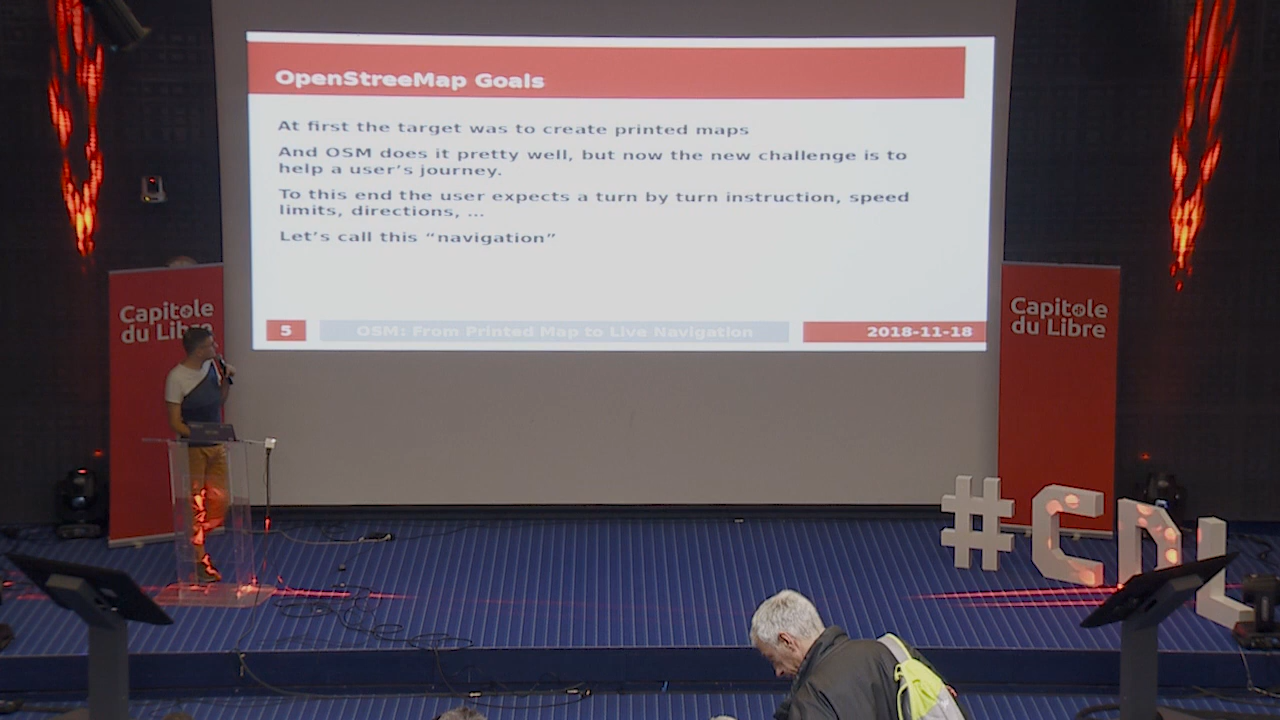 OpenStreeMap Goals
At first the target was to create printed maps
And OSM does it pretty well, but now the new challenge is to
help a user's journey.
To this end the user expects a turn by turn instruction, speed
limits, directions, ...
Let's call this “navigation”
5
OSM: From Printed Map to Live Navigation
2018-11-18
Capitole
du Libre
Capitole
du Libre
#CDL